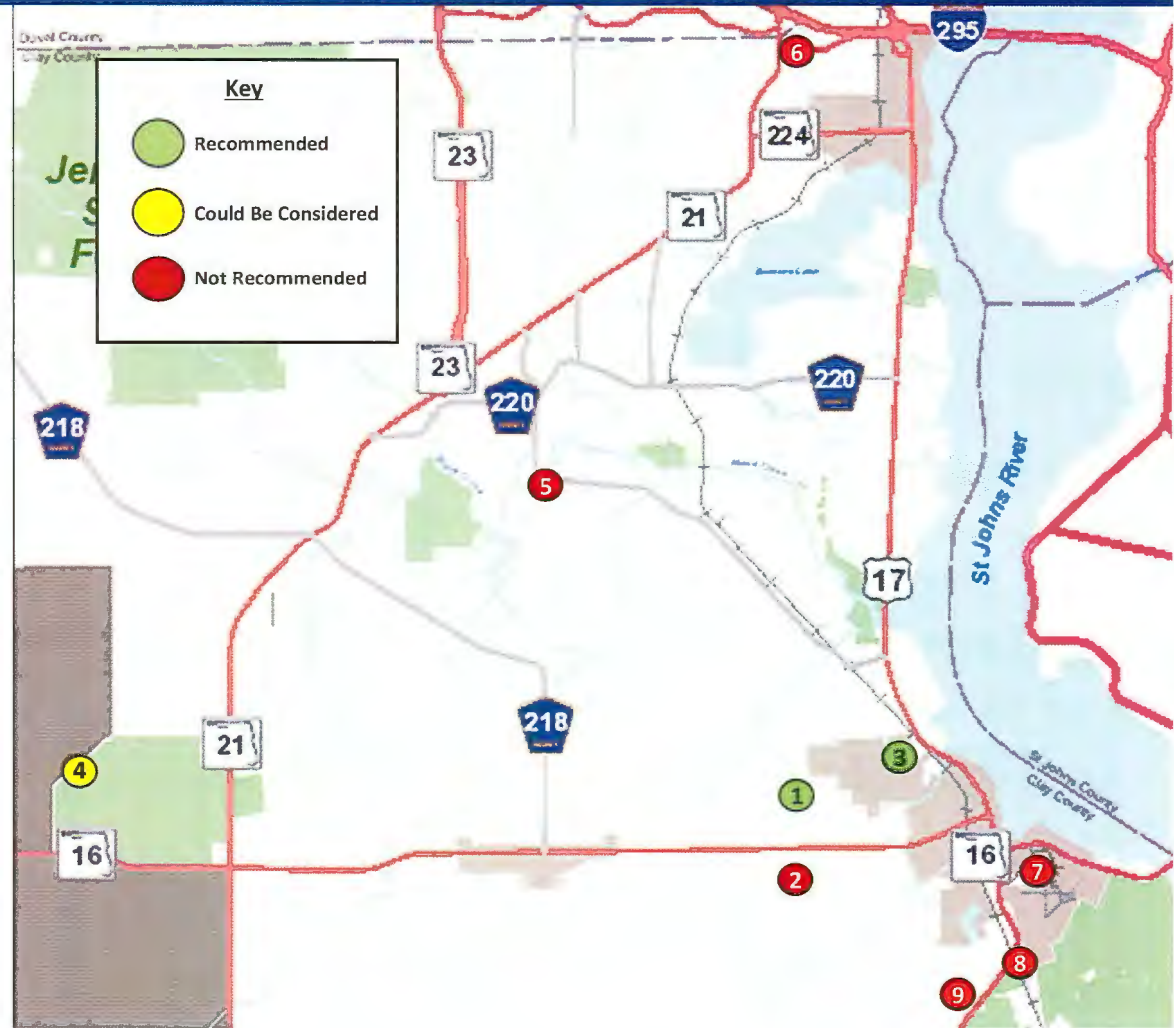 Duval County
Clay County
295
6
Key
Recommended
Could Be Considered
Not Recommended
23
224
21
23
220
220
218
5
St Johns River
17
218
21
4
3
1
St Johns County
Clay County
16
16
7
2
8
9